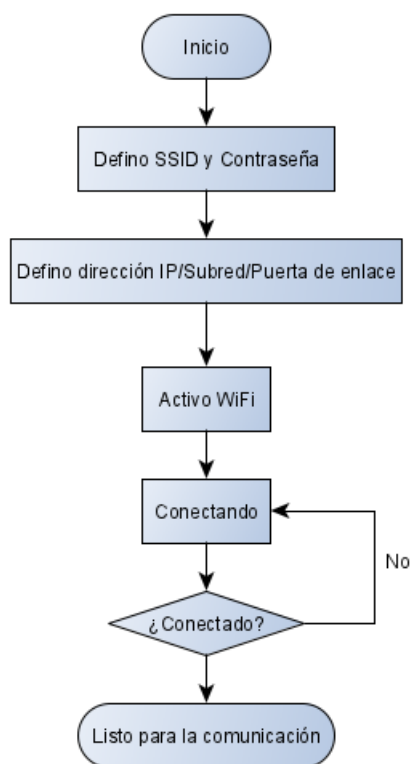 Inicio
Defino SSID y Contraseña
Defino dirección IP/Subred/Puerta de enlace
Activo WiFi
Conectando
No
¿Conectado?
Listo para la comunicación